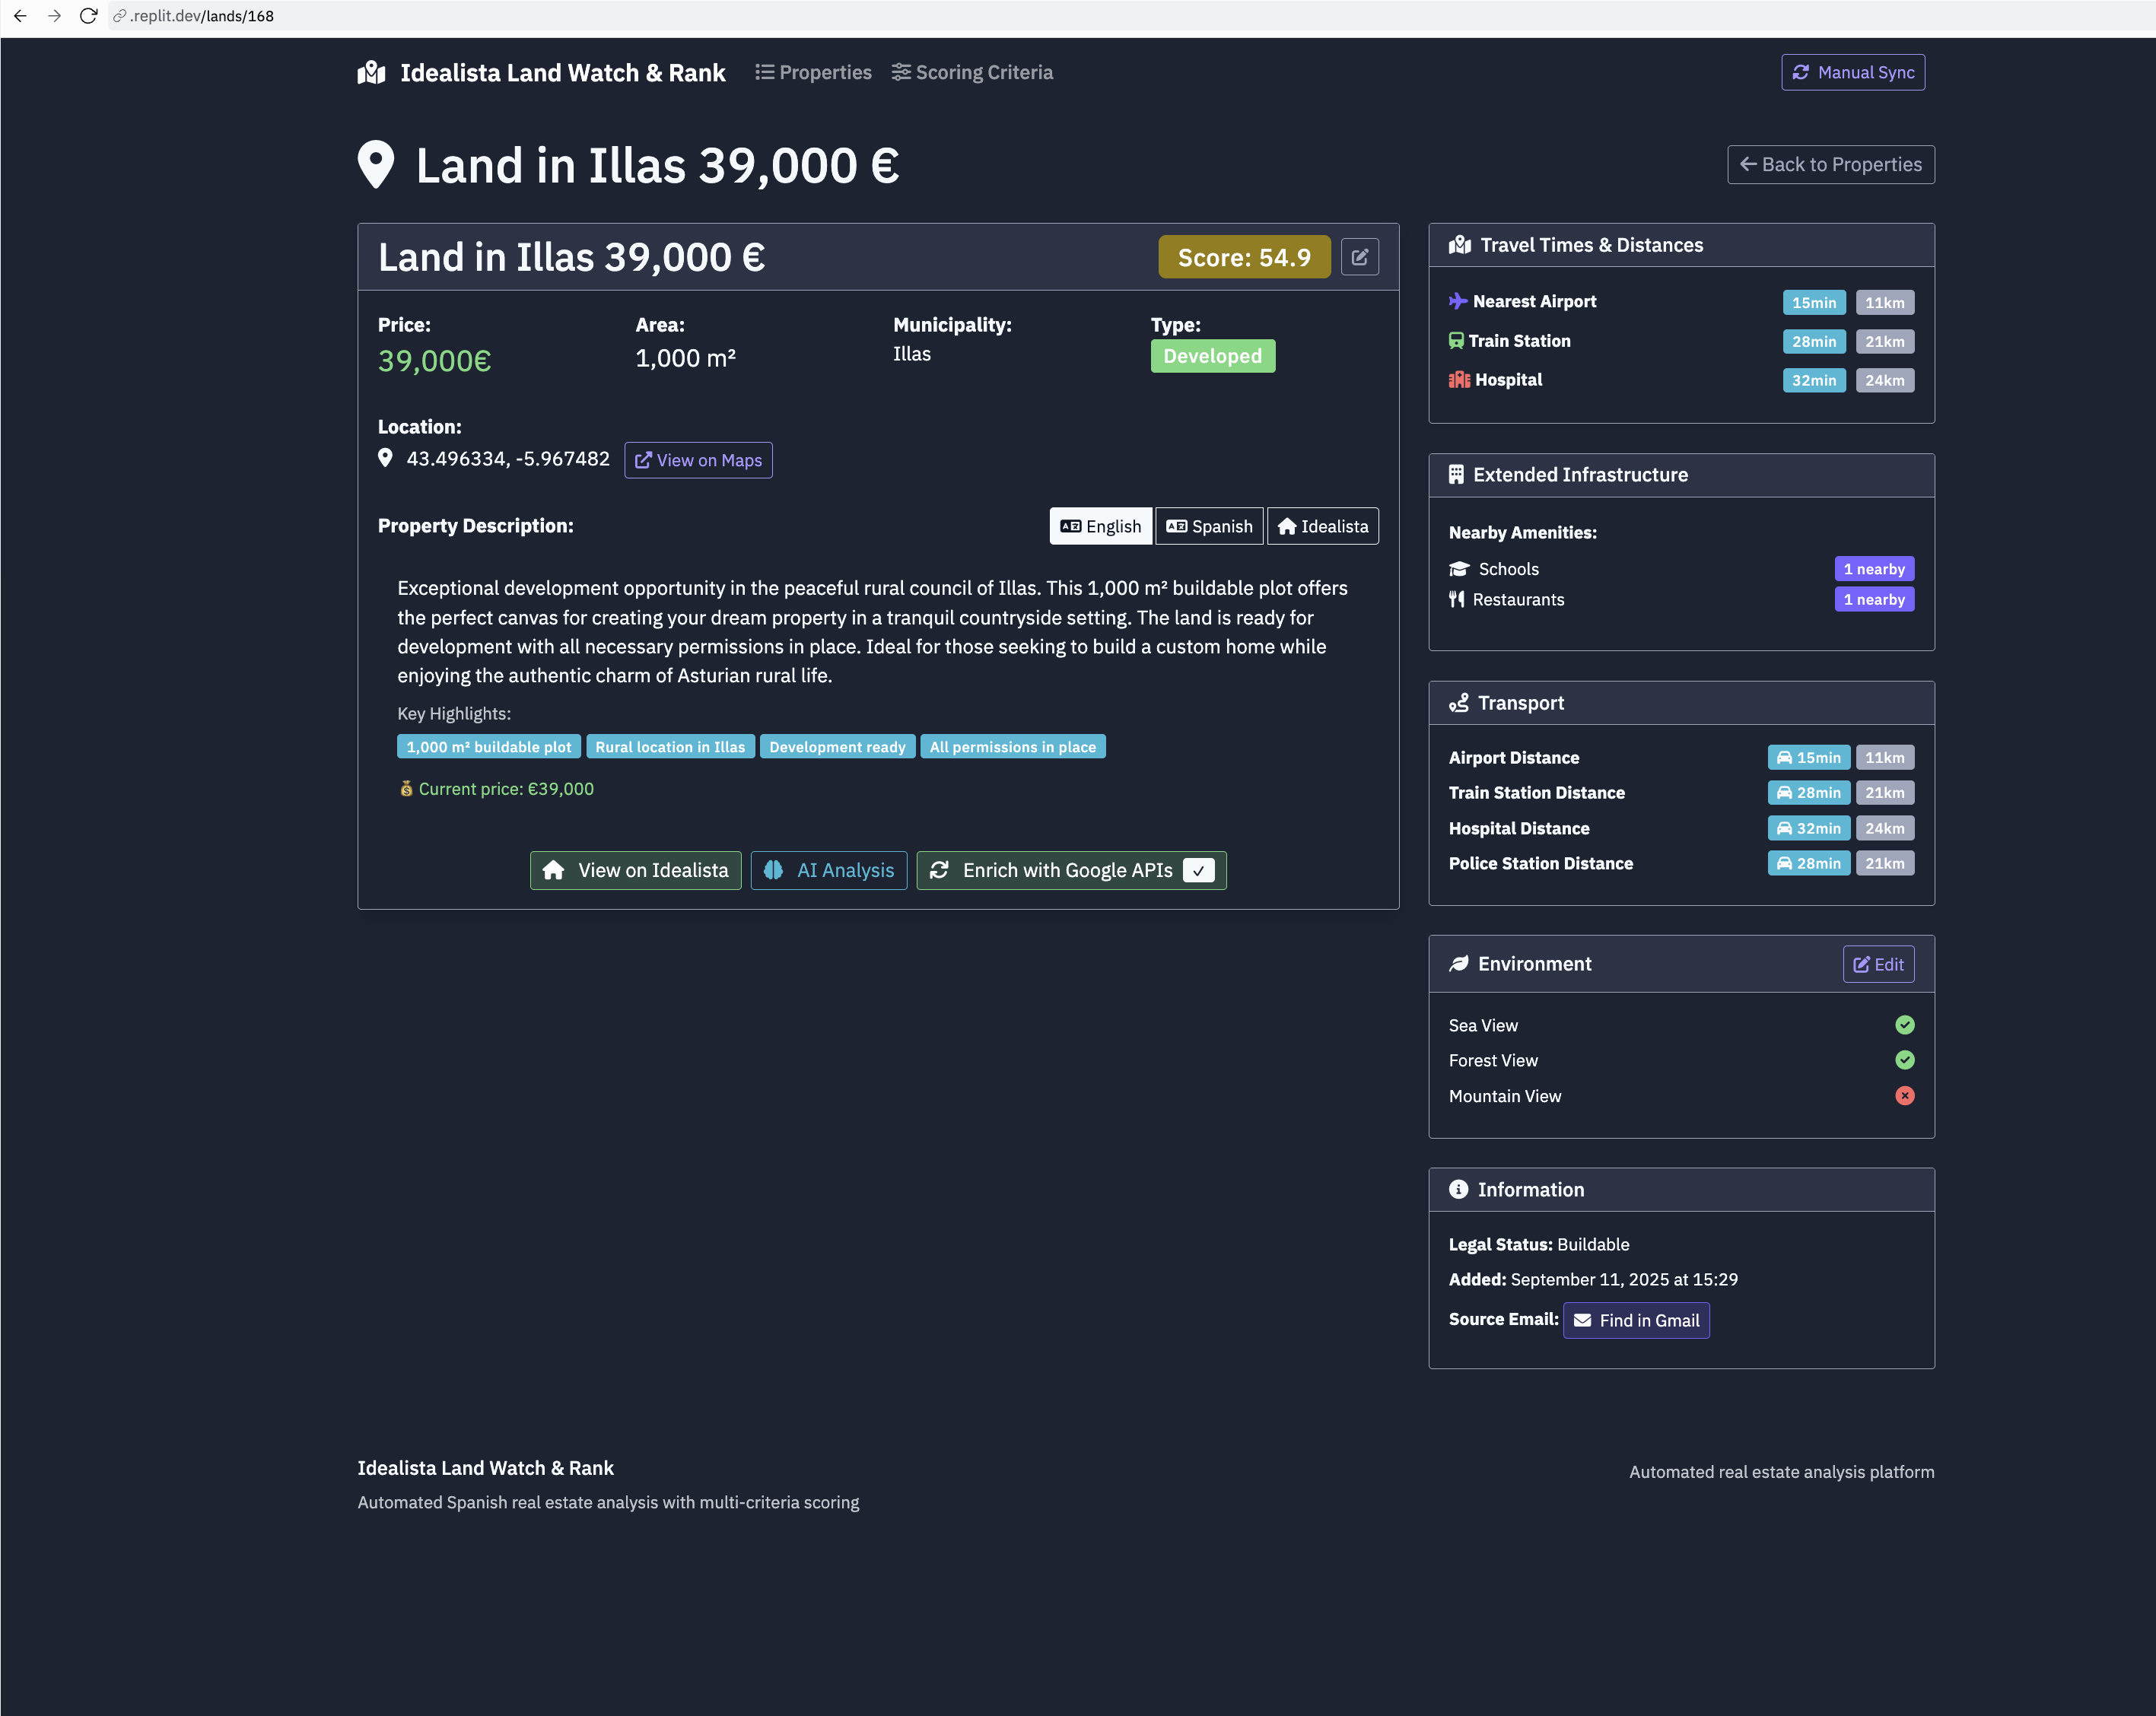 .replit.dev/lands/168
Idealista Land Watch & Rank
Properties
Scoring Criteria
Manual Sync
Land in Illas 39,000 €
Back to Properties
Land in Illas 39,000 €
Score: 54.9
Price:
39,000€
Area:
1,000 m²
Municipality:
Illas
Type:
Developed
Location:
43.496334, -5.967482
View on Maps
Property Description:
English
Spanish
Idealista
Exceptional development opportunity in the peaceful rural council of Illas. This 1,000 m² buildable plot offers
the perfect canvas for creating your dream property in a tranquil countryside setting. The land is ready for
development with all necessary permissions in place. Ideal for those seeking to build a custom home while
enjoying the authentic charm of Asturian rural life.
Key Highlights:
1,000 m² buildable plot
Rural location in Illas
Development ready
All permissions in place
Current price: €39,000
View on Idealista
AI Analysis
Enrich with Google APIs
Travel Times & Distances
Nearest Airport 15min 11km
Train Station 28min 21km
Hospital 32min 24km
Extended Infrastructure
Nearby Amenities:
Schools 1 nearby
Restaurants 1 nearby
Transport
Airport Distance 15min 11km
Train Station Distance 28min 21km
Hospital Distance 32min 24km
Police Station Distance 28min 21km
Environment
Edit
Sea View
Forest View
Mountain View
Information
Legal Status: Buildable
Added: September 11, 2025 at 15:29
Source Email: Find in Gmail
Idealista Land Watch & Rank
Automated Spanish real estate analysis with multi-criteria scoring
Automated real estate analysis platform